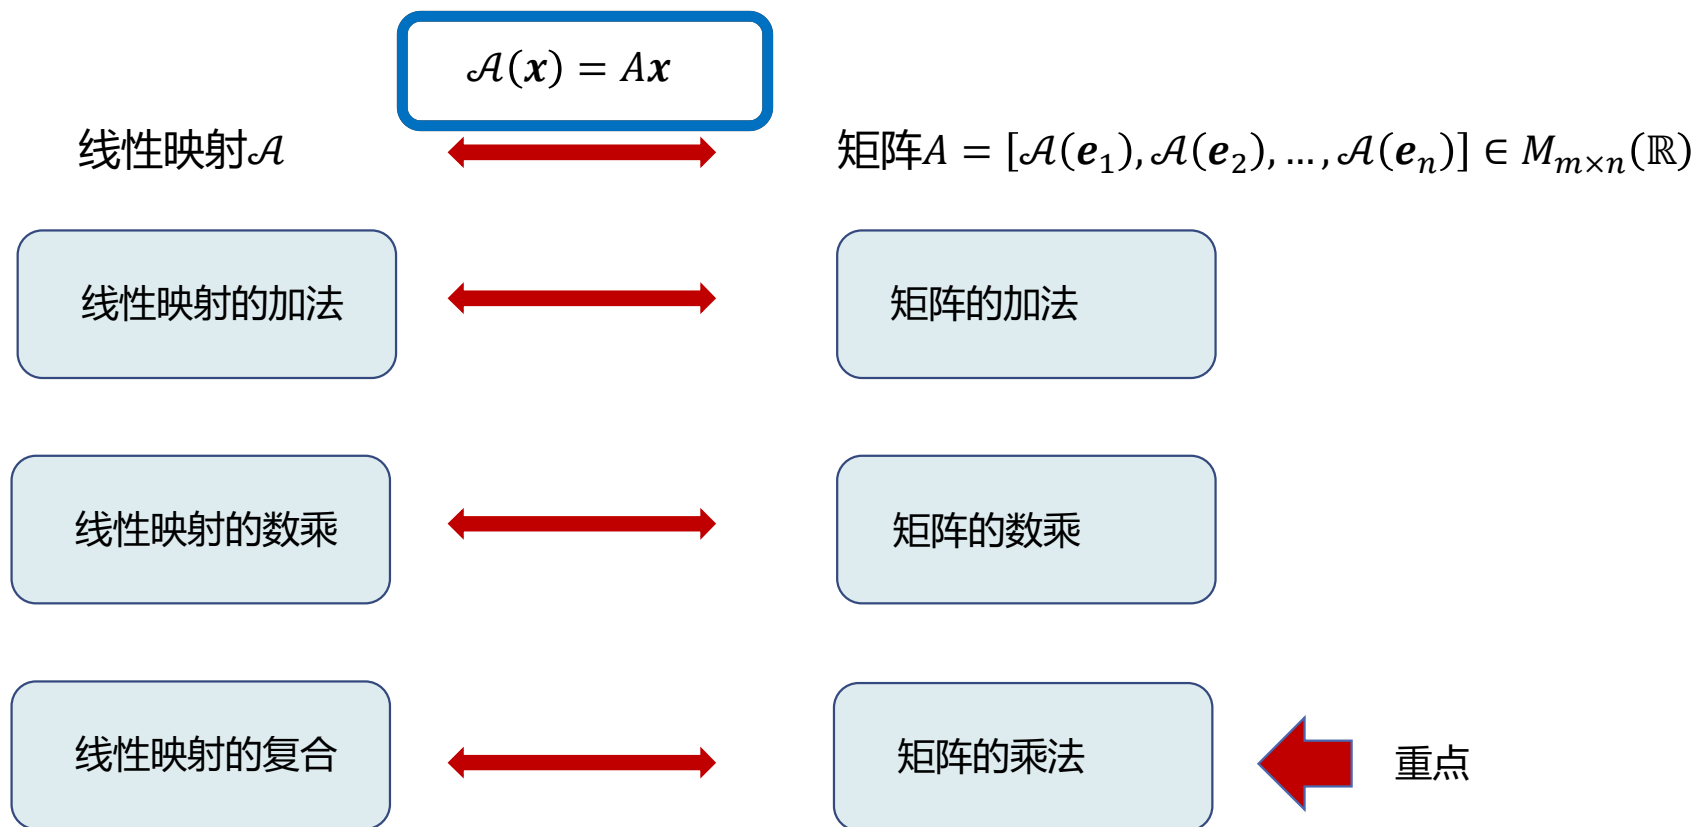 𝒜(𝒙) = A𝒙
线性映射𝒜
矩阵A = [𝒜(𝒆₁), 𝒜(𝒆₂), … , 𝒜(𝒆ₙ)] ∈ Mₘₓₙ(ℝ)
线性映射的加法
矩阵的加法
线性映射的数乘
矩阵的数乘
线性映射的复合
矩阵的乘法
重点